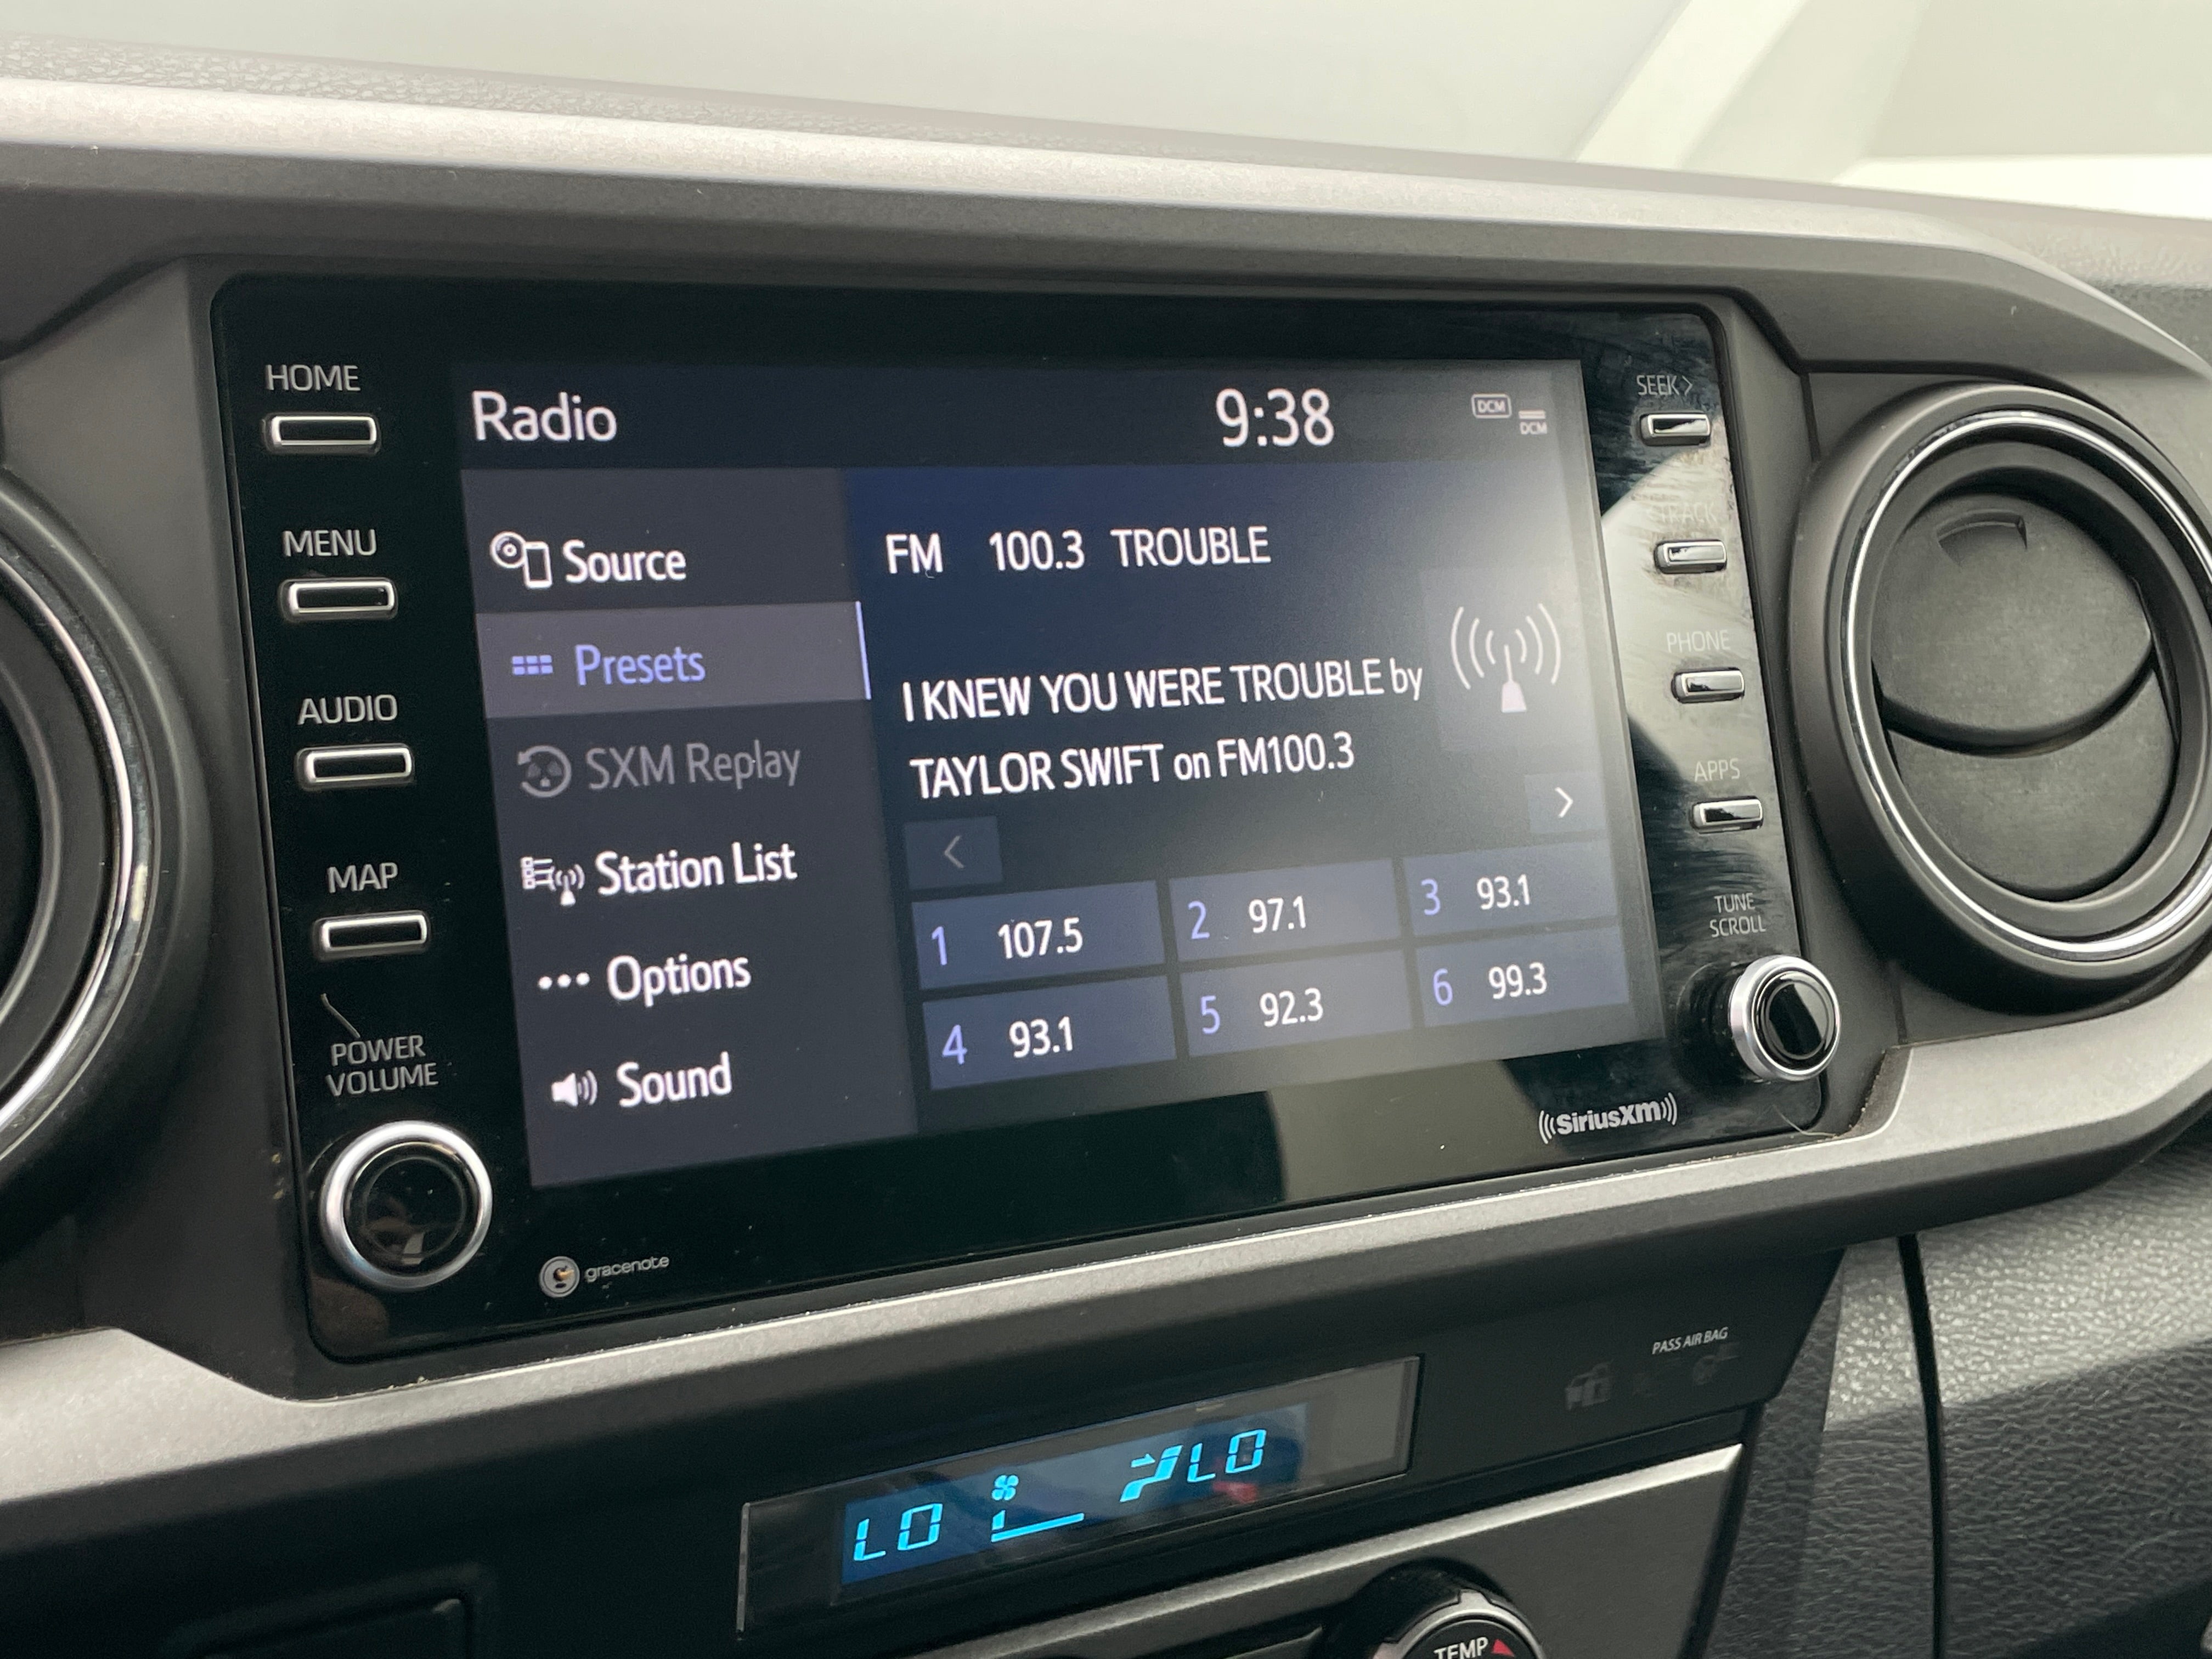 HOME
MENU
AUDIO
MAP
POWER
VOLUME
Radio
9:38
DCM
DCM
Source
Presets
SXM Replay
Station List
Options
Sound
FM 100.3 TROUBLE
I KNEW YOU WERE TROUBLE by
TAYLOR SWIFT on FM100.3
1 107.5
2 97.1
3 93.1
4 93.1
5 92.3
6 99.3
SEEK >
TRACK
PHONE
APPS
TUNE
SCROLL
gracenote
((SiriusXM))
PASS AIR BAG
LO
LO
TEMP